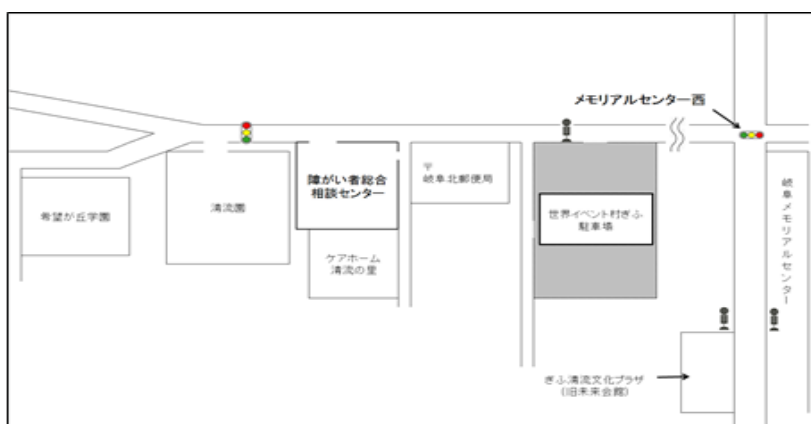 メモリアルセンター西
障がい者総合
相談センター
〒
岐阜北郵便局
希望が丘学園
清流園
世界イベント村ぎふ
駐車場
岐阜メモリアルセンター
ケアホーム
清流の里
ぎふ清流文化プラザ
(旧未来会館)